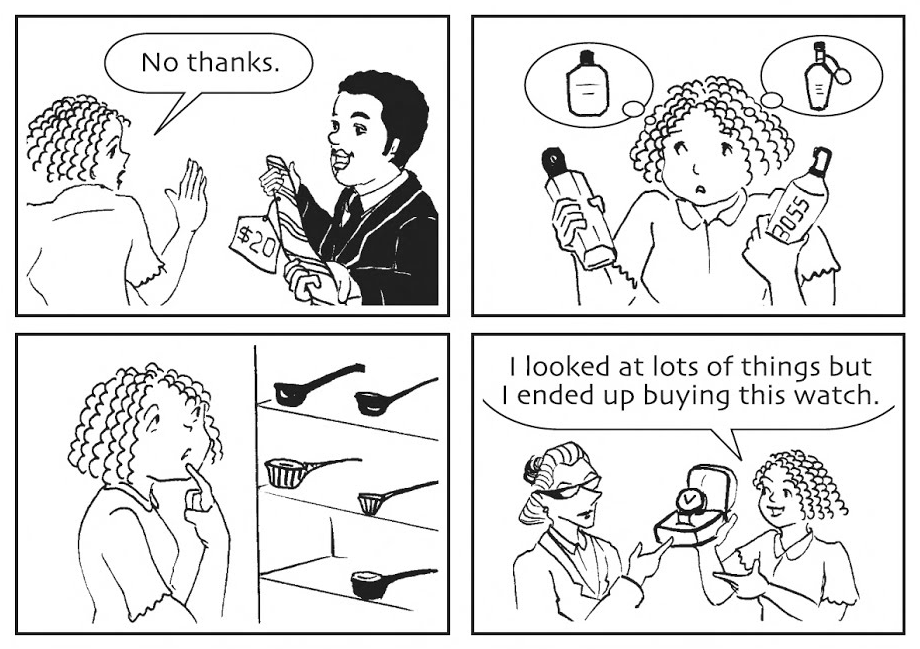 No thanks.
$20
BOSS
I looked at lots of things but
I ended up buying this watch.